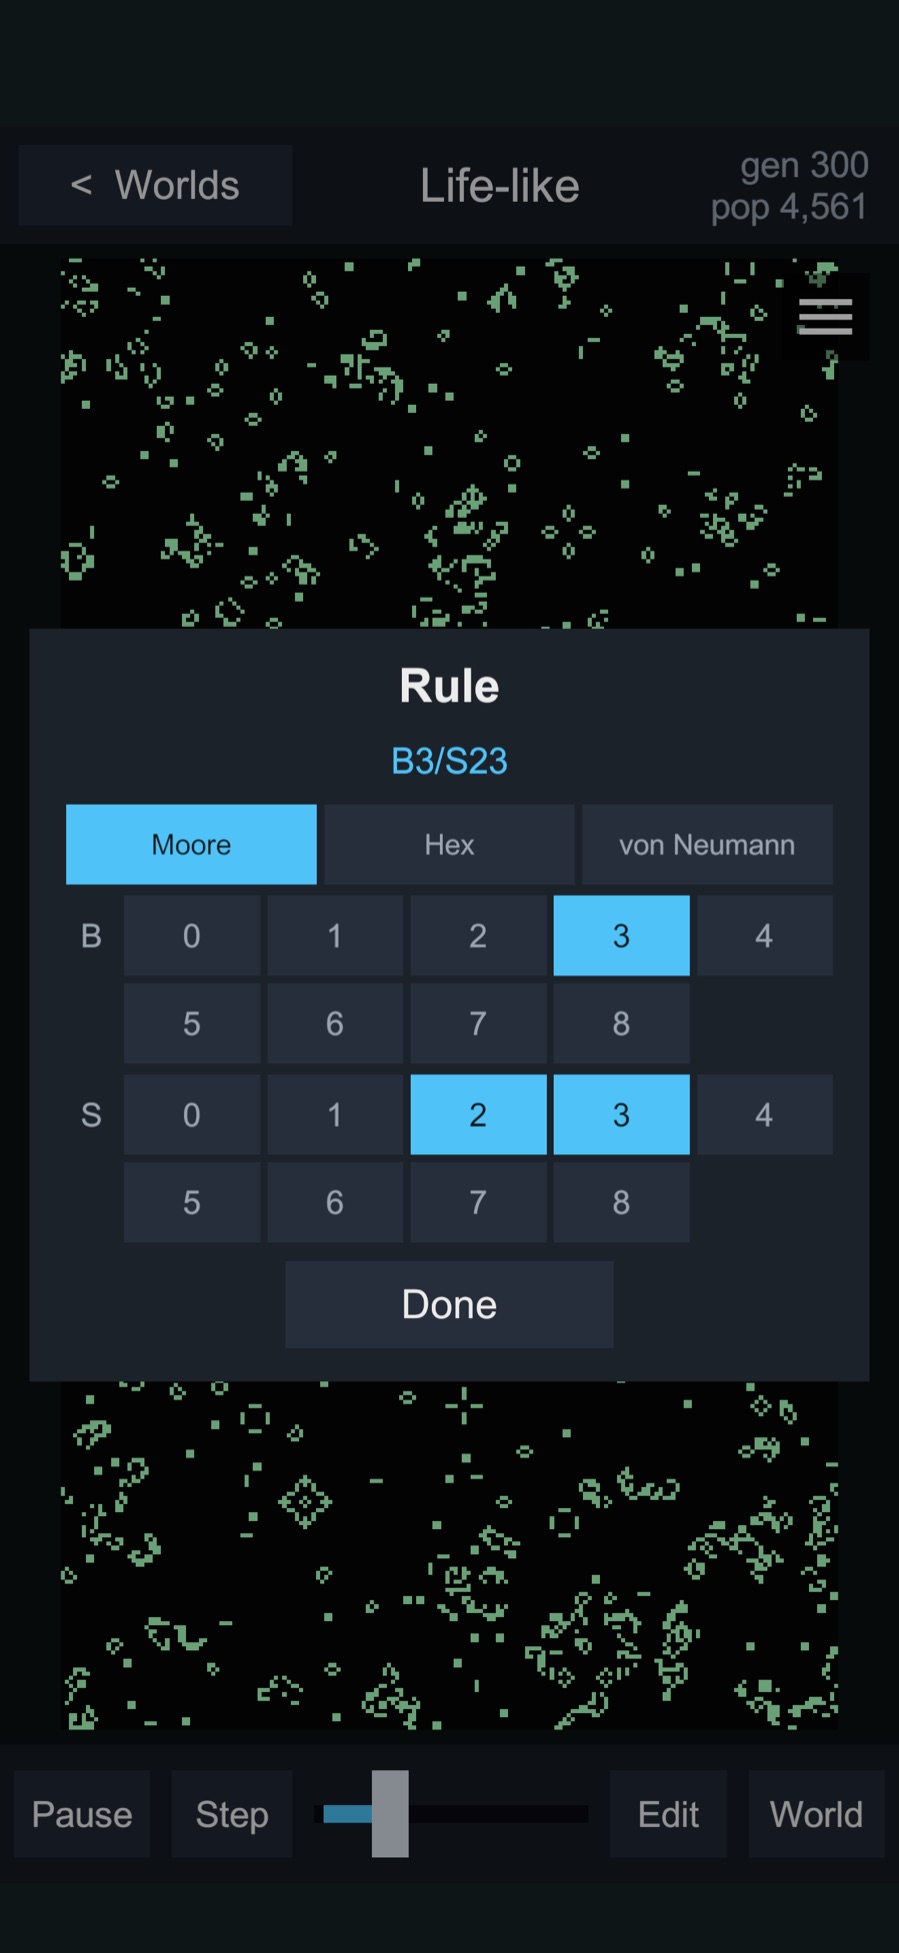 < Worlds
Life-like
gen 300
pop 4,561
Rule
B3/S23
Moore Hex von Neumann
B 0 1 2 3 4
5 6 7 8
S 0 1 2 3 4
5 6 7 8
Done
Pause Step Edit World